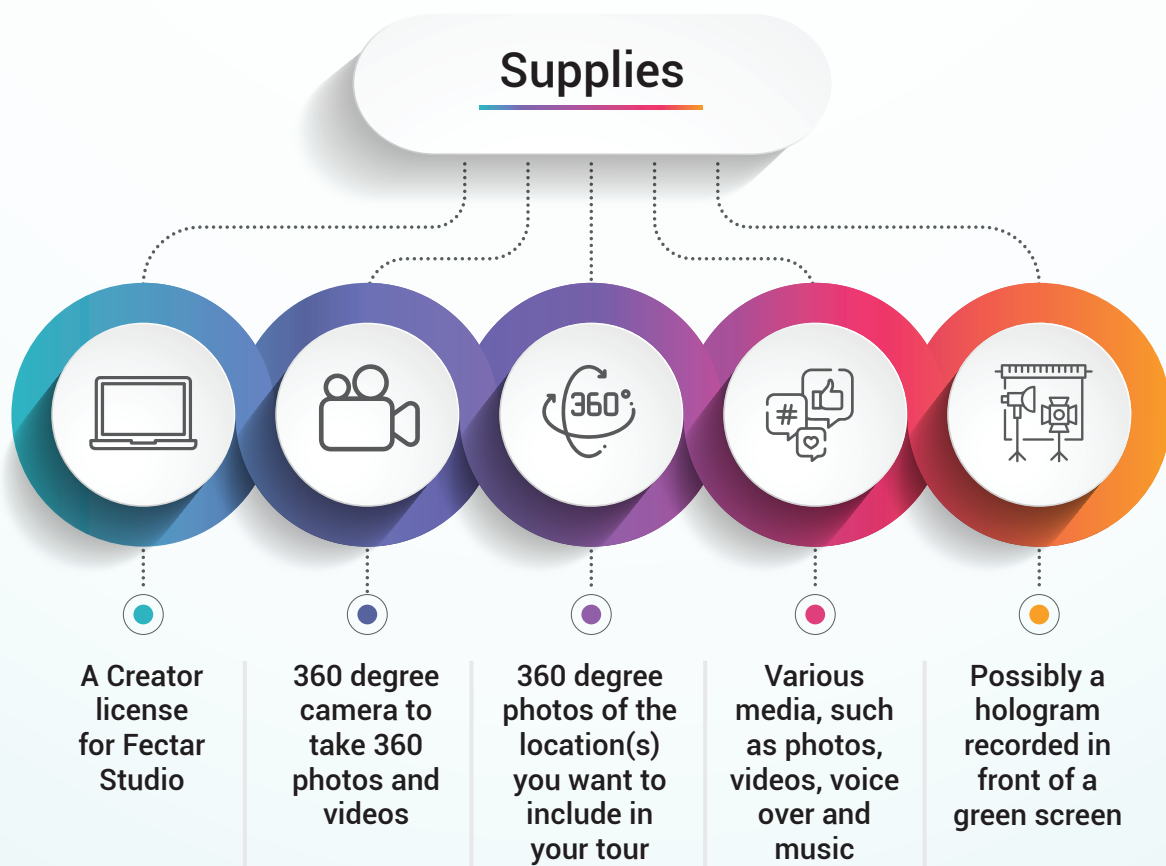 Supplies
360°
#
A Creator
license
for Fectar
Studio
360 degree
camera to
take 360
photos and
videos
360 degree
photos of the
location(s)
you want to
include in
your tour
Various
media, such
as photos,
videos, voice
over and
music
Possibly a
hologram
recorded in
front of a
green screen